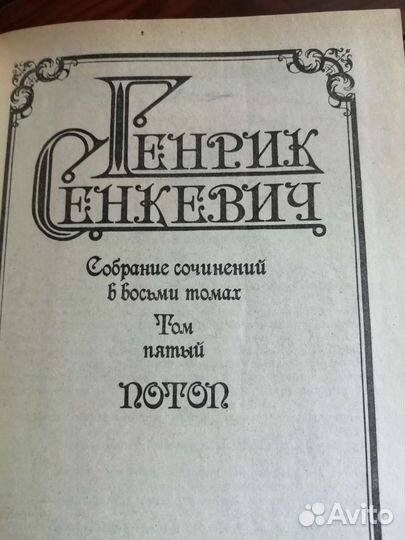 Генрик
Сенкевич
Собрание сочинений
в восьми томах
Том
пятый
ПОТОП
Avito